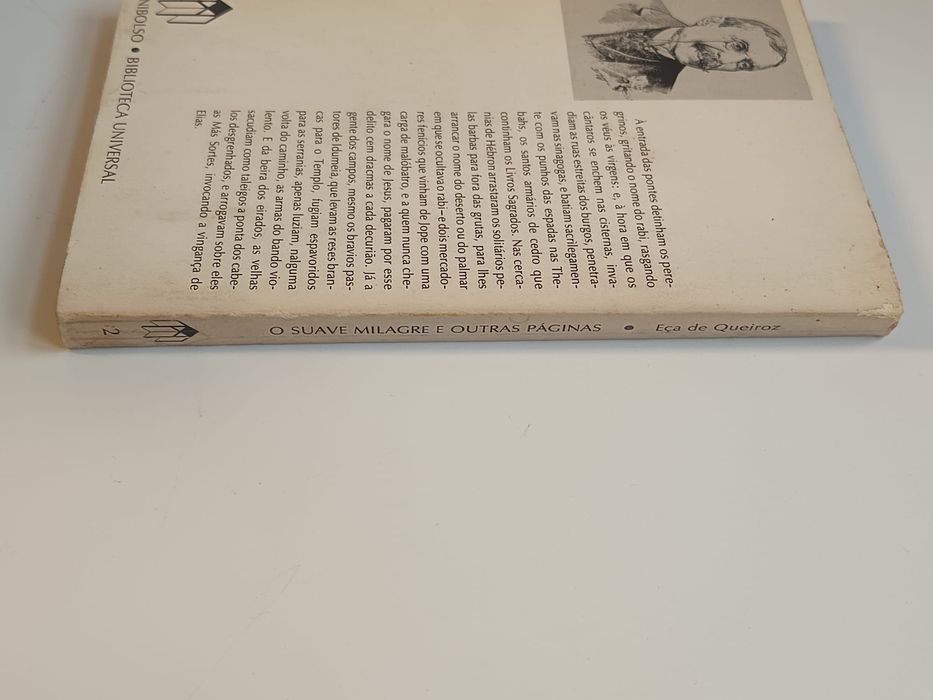 À entrada das pontes detinham os pere-
grinos, gritando o nome do rabi, rasgando
os véus às virgens: e, à hora em que os
cântaros se enchem nas cisternas, inva-
diam as ruas estreitas dos burgos, penetra-
vam nas sinagogas, e batiam sacrilegamen-
te com os punhos das espadas nas The-
bahs, os santos armários de cedro que
continham os Livros Sagrados. Nas cerca-
nias de Hébron arrastaram os solitários pe-
las barbas para fora das grutas, para lhes
arrancar o nome do deserto ou do palmar
em que se ocultava o rabi – e dois mercado-
res fenícios que vinham de Jope com uma
carga de malóbatro, e a quem nunca che-
gara o nome de Jesus, pagaram por esse
delito cem dracmas a cada decurião. Já a
gente dos campos, mesmo os bravios pas-
tores de Idumeia, que levam as reses bran-
cas para o Templo, fugiam espavoridos
para as serranias, apenas luziam, nalguma
volta do caminho, as armas do bando vio-
lento. E da beira dos eirados, as velhas
sacudiam como taleigos a ponta dos cabe-
los desgrenhados, e arrogavam sobre eles
as Más Sortes, invocando a vingança de
Elias.
NIBOLSO • BIBLIOTECA UNIVERSAL
2 O SUAVE MILAGRE E OUTRAS PÁGINAS • Eça de Queiroz